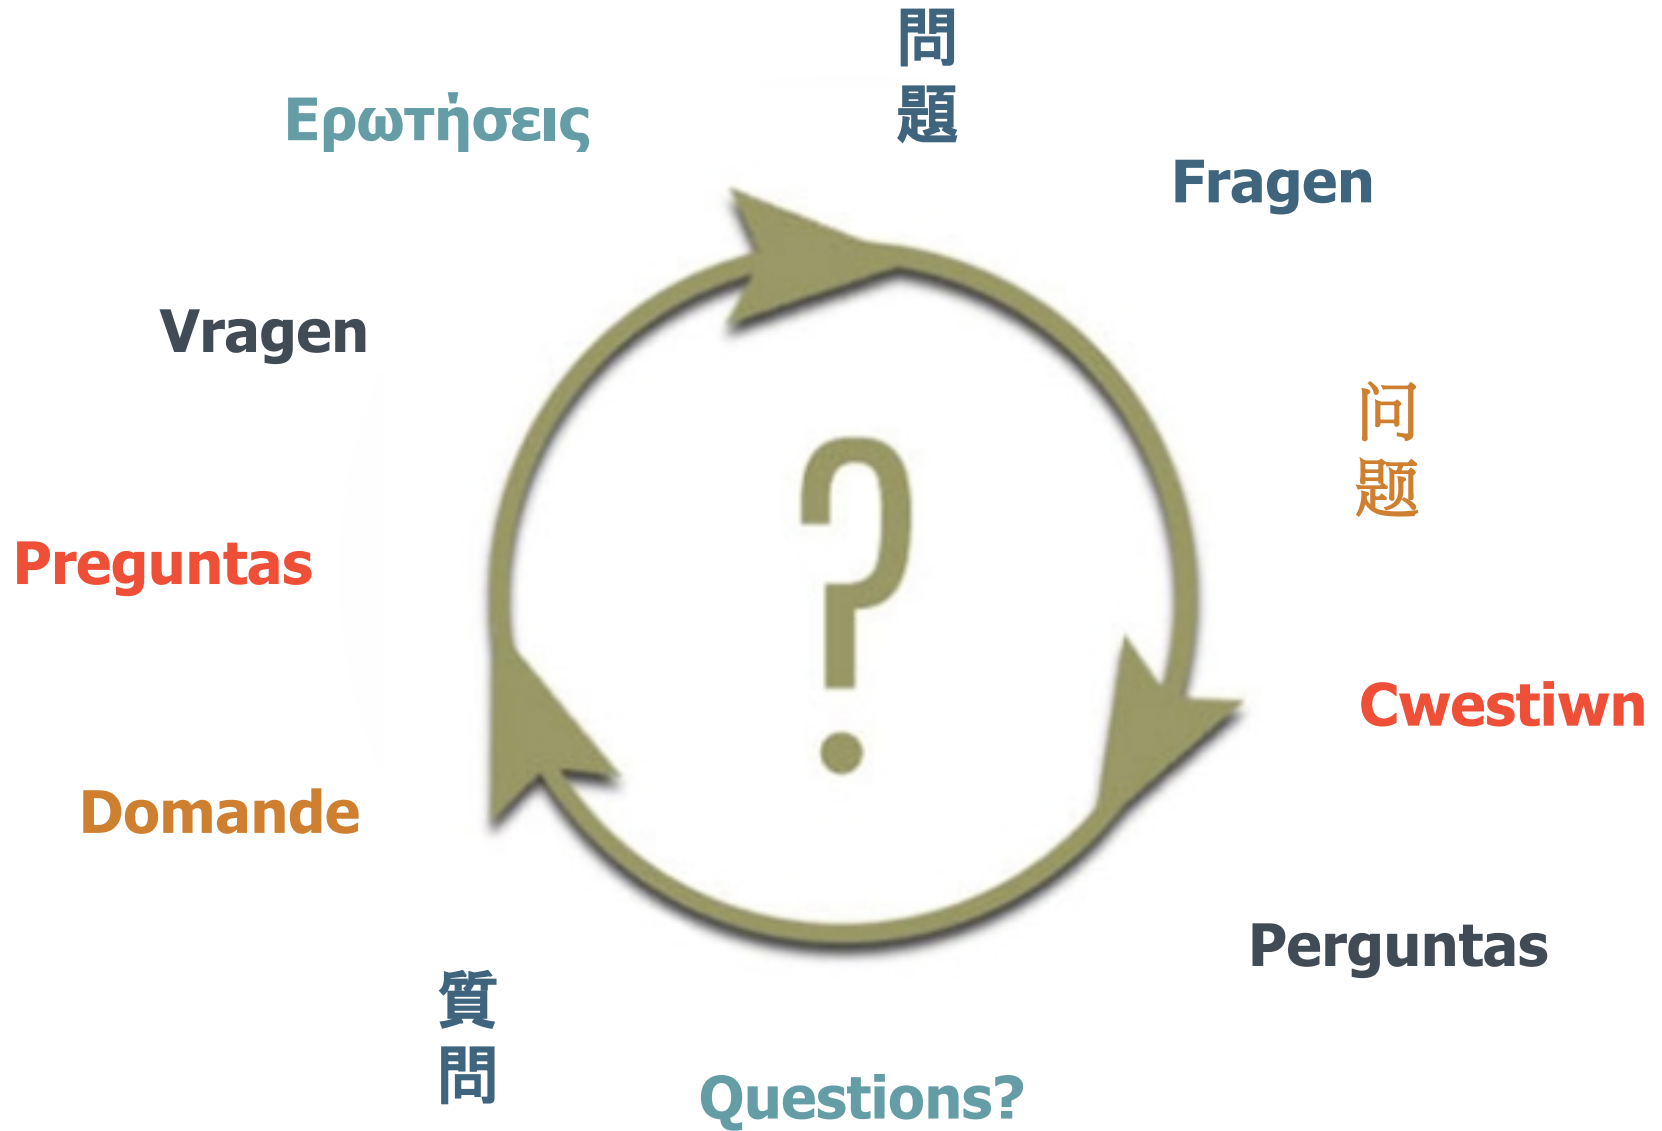 問
題
Ερωτήσεις
Fragen
Vragen
问
题
Preguntas
?
Cwestiwn
Domande
Perguntas
質
問
Questions?